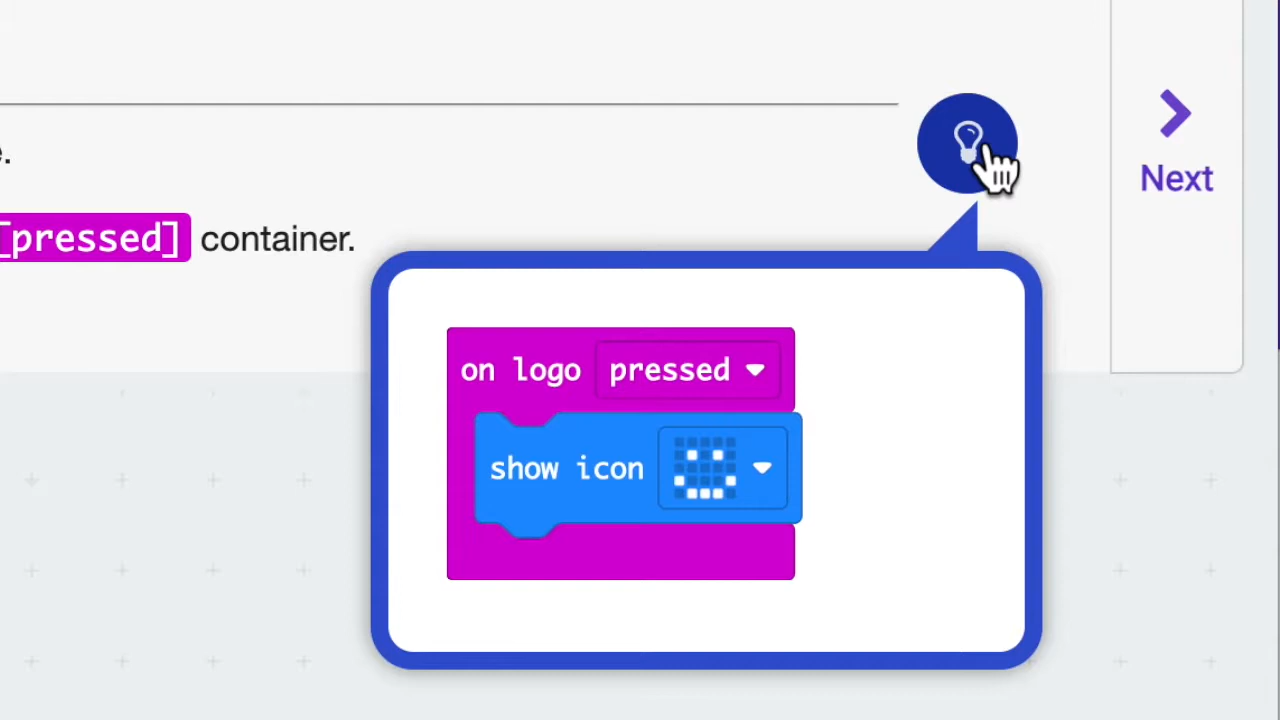 e.
Next
[pressed] container.
on logo pressed
show icon